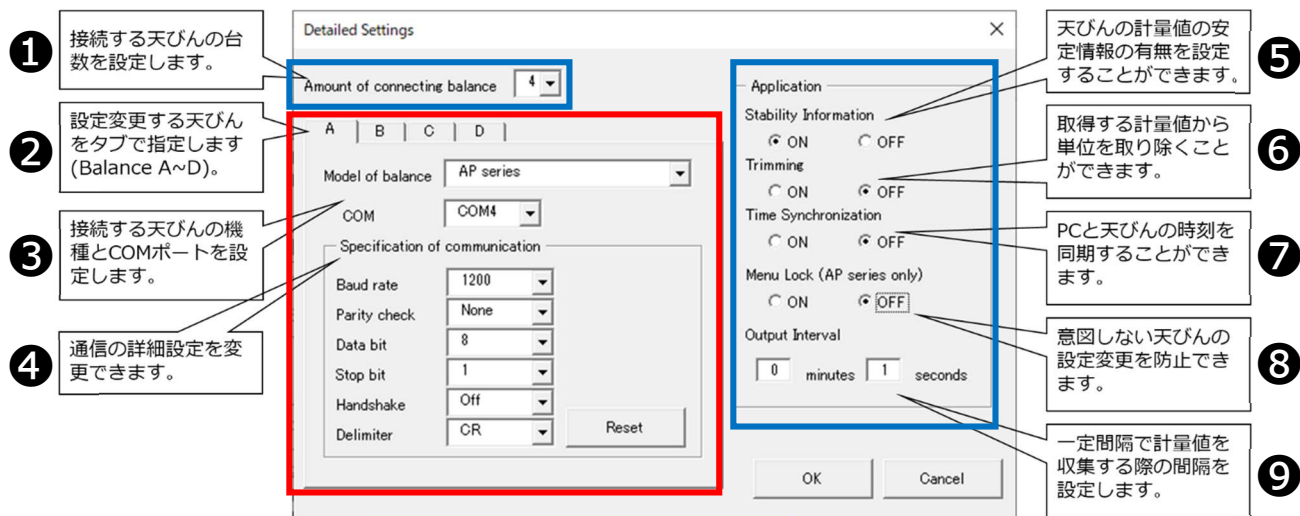 ❶
接続する天びんの台
数を設定します。
❷
設定変更する天びん
をタブで指定します
(Balance A~D)。
❸
接続する天びんの機
種とCOMポートを設
定します。
❹
通信の詳細設定を変
更できます。
Detailed Settings
Amount of connecting balance 4
A B C D
Model of balance AP series
COM COM4
Specification of communication
Baud rate 1200
Parity check None
Data bit 8
Stop bit 1
Handshake Off
Delimiter CR
Reset
Application
Stability Information
ON OFF
Trimming
ON OFF
Time Synchronization
ON OFF
Menu Lock (AP series only)
ON OFF
Output Interval
0 minutes 1 seconds
OK Cancel
天びんの計量値の安
定情報の有無を設定
することができます。
❺
取得する計量値から
単位を取り除くこと
ができます。
❻
PCと天びんの時刻を
同期することができ
ます。
❼
意図しない天びんの
設定変更を防止でき
ます。
❽
一定間隔で計量値を
収集する際の間隔を
設定します。
❾